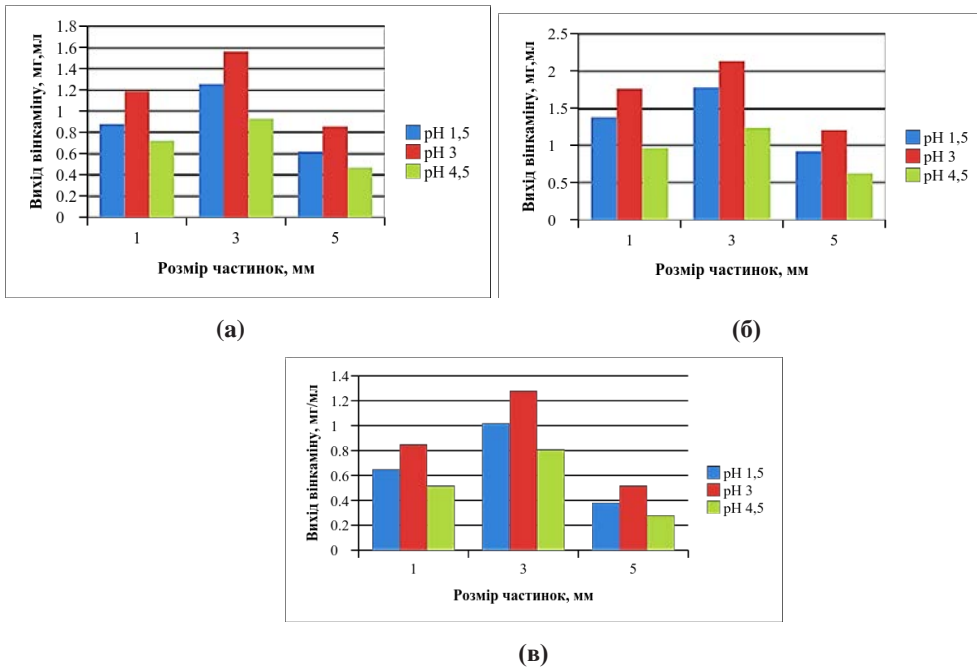 1.8
1.6
1.4
1.2
1
0.8
0.6
0.4
0.2
0
Вихід вінкаміну, мг,мл
1 3 5
Розмір частинок, мм
pH 1,5
pH 3
pH 4,5
(а)
2.5
2
1.5
1
0.5
0
Вихід вінкаміну, мг,мл
1 3 5
Розмір частинок, мм
pH 1,5
pH 3
pH 4,5
(б)
1.4
1.2
1
0.8
0.6
0.4
0.2
0
Вихід вінкаміну, мг/мл
1 3 5
Розмір частинок, мм
pH 1,5
pH 3
pH 4,5
(в)